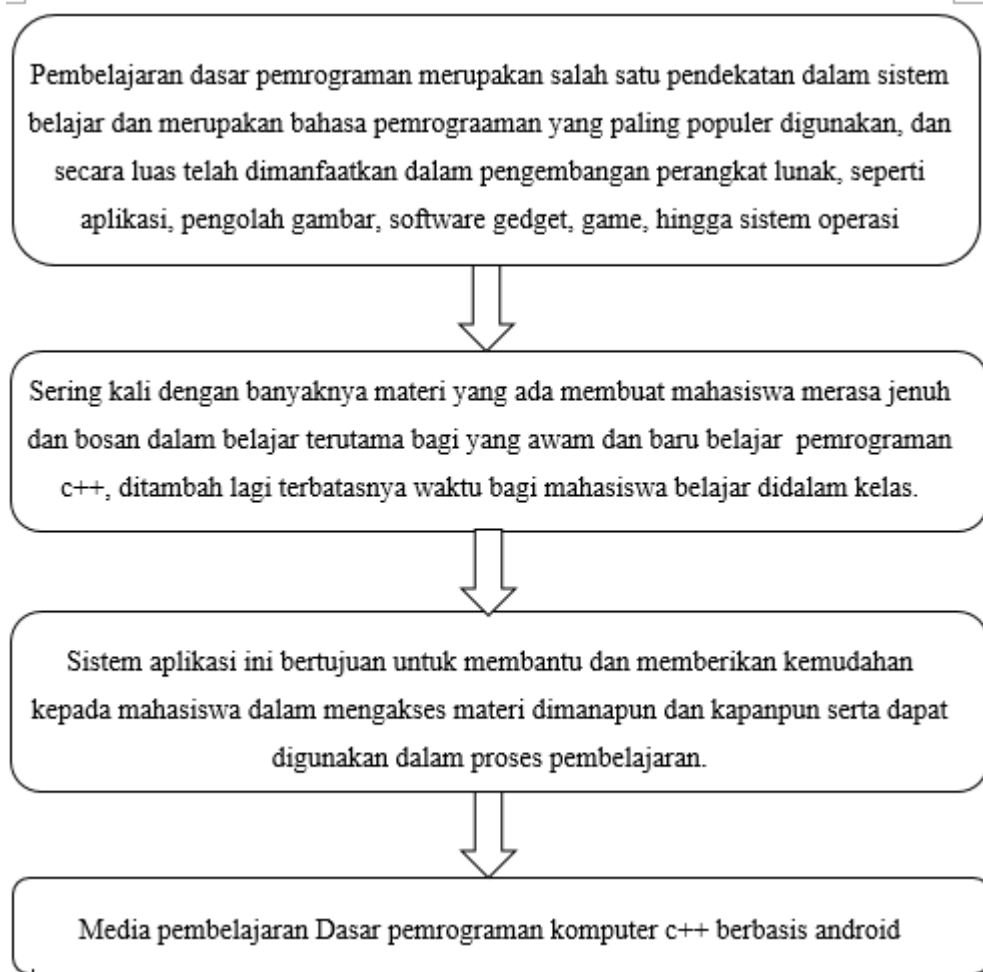 Pembelajaran dasar pemrograman merupakan salah satu pendekatan dalam sistem
belajar dan merupakan bahasa pemrograaman yang paling populer digunakan, dan
secara luas telah dimanfaatkan dalam pengembangan perangkat lunak, seperti
aplikasi, pengolah gambar, software gedget, game, hingga sistem operasi
Sering kali dengan banyaknya materi yang ada membuat mahasiswa merasa jenuh
dan bosan dalam belajar terutama bagi yang awam dan baru belajar pemrograman
c++, ditambah lagi terbatasnya waktu bagi mahasiswa belajar didalam kelas.
Sistem aplikasi ini bertujuan untuk membantu dan memberikan kemudahan
kepada mahasiswa dalam mengakses materi dimanapun dan kapanpun serta dapat
digunakan dalam proses pembelajaran.
Media pembelajaran Dasar pemrograman komputer c++ berbasis android